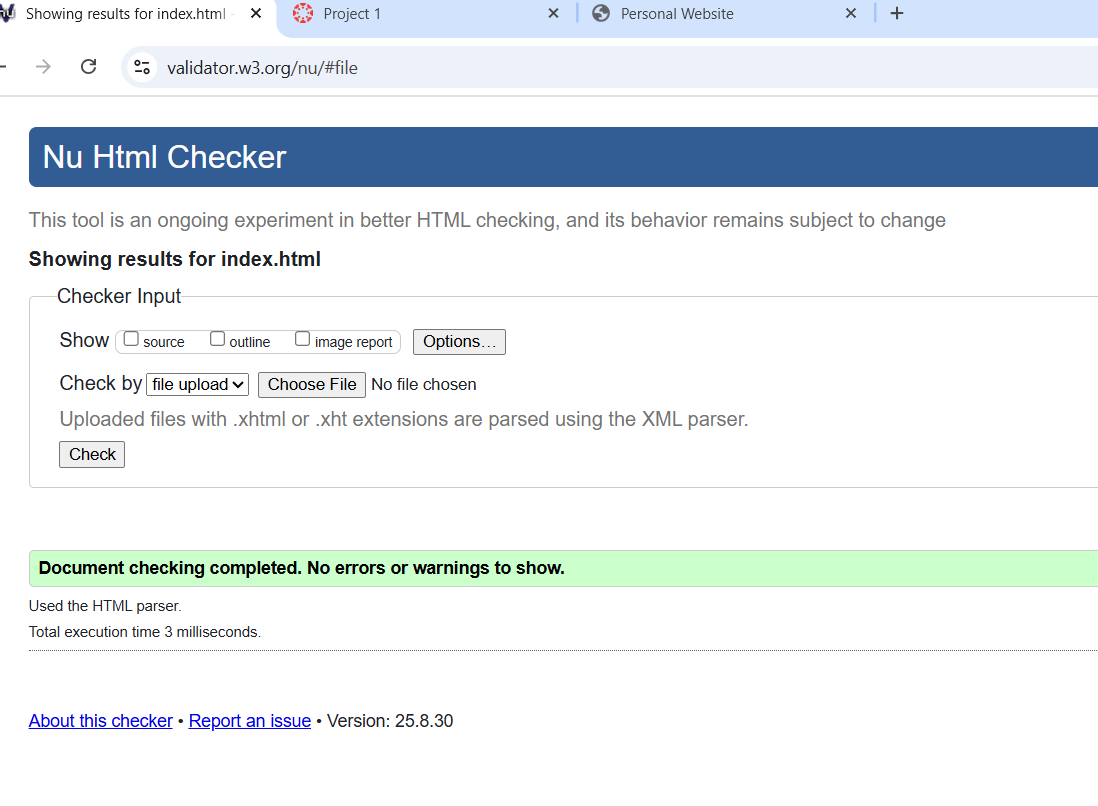 Showing results for index.html
Project 1
Personal Website
validator.w3.org/nu/#file
Nu Html Checker
This tool is an ongoing experiment in better HTML checking, and its behavior remains subject to change
Showing results for index.html
Checker Input
Show source outline image report Options…
Check by file upload Choose File No file chosen
Uploaded files with .xhtml or .xht extensions are parsed using the XML parser.
Check
Document checking completed. No errors or warnings to show.
Used the HTML parser.
Total execution time 3 milliseconds.
About this checker • Report an issue • Version: 25.8.30